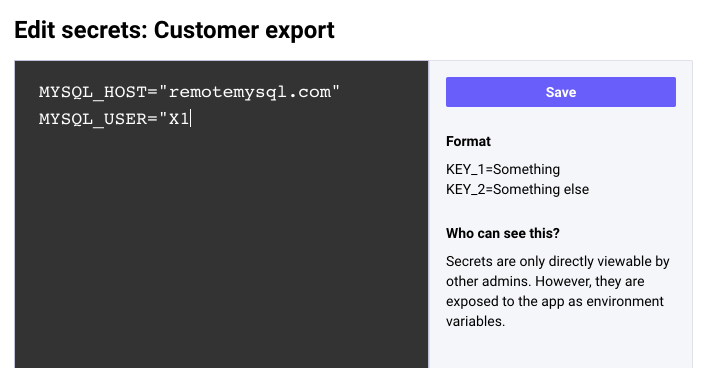 Edit secrets: Customer export
MYSQL_HOST="remotemysql.com"
MYSQL_USER="X1
Save
Format
KEY_1=Something
KEY_2=Something else
Who can see this?
Secrets are only directly viewable by
other admins. However, they are
exposed to the app as environment
variables.